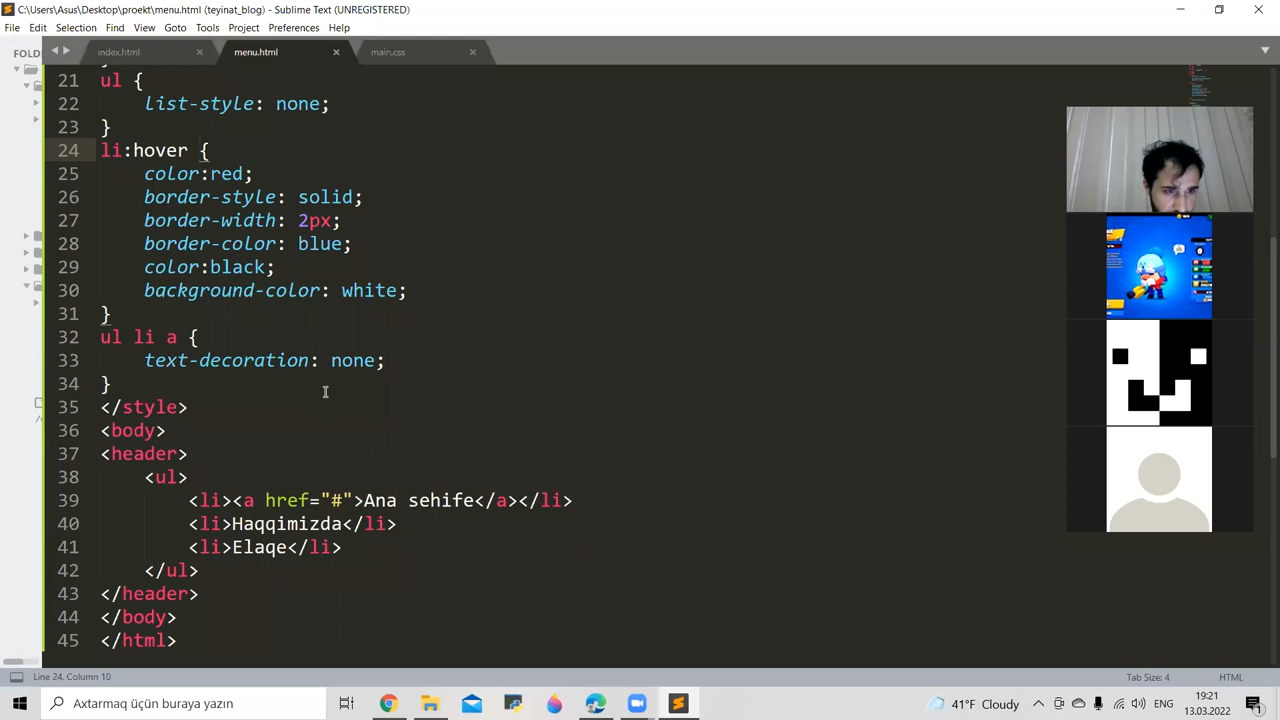 C:\Users\Asus\Desktop\proekt\menu.html (teyinat_blog) - Sublime Text (UNREGISTERED)
File Edit Selection Find View Goto Tools Project Preferences Help
FOLD
index.html
menu.html
main.css
21 ul {
22 list-style: none;
23 }
24 li:hover {
25 color:red;
26 border-style: solid;
27 border-width: 2px;
28 border-color: blue;
29 color:black;
30 background-color: white;
31 }
32 ul li a {
33 text-decoration: none;
34 }
35 </style>
36 <body>
37 <header>
38 <ul>
39 <li><a href="#">Ana sehife</a></li>
40 <li>Haqqimizda</li>
41 <li>Elaqe</li>
42 </ul>
43 </header>
44 </body>
45 </html>
Line 24, Column 10
Tab Size: 4
HTML
Axtarmaq üçün buraya yazın
41°F Cloudy
ENG
19:21
13.03.2022
1